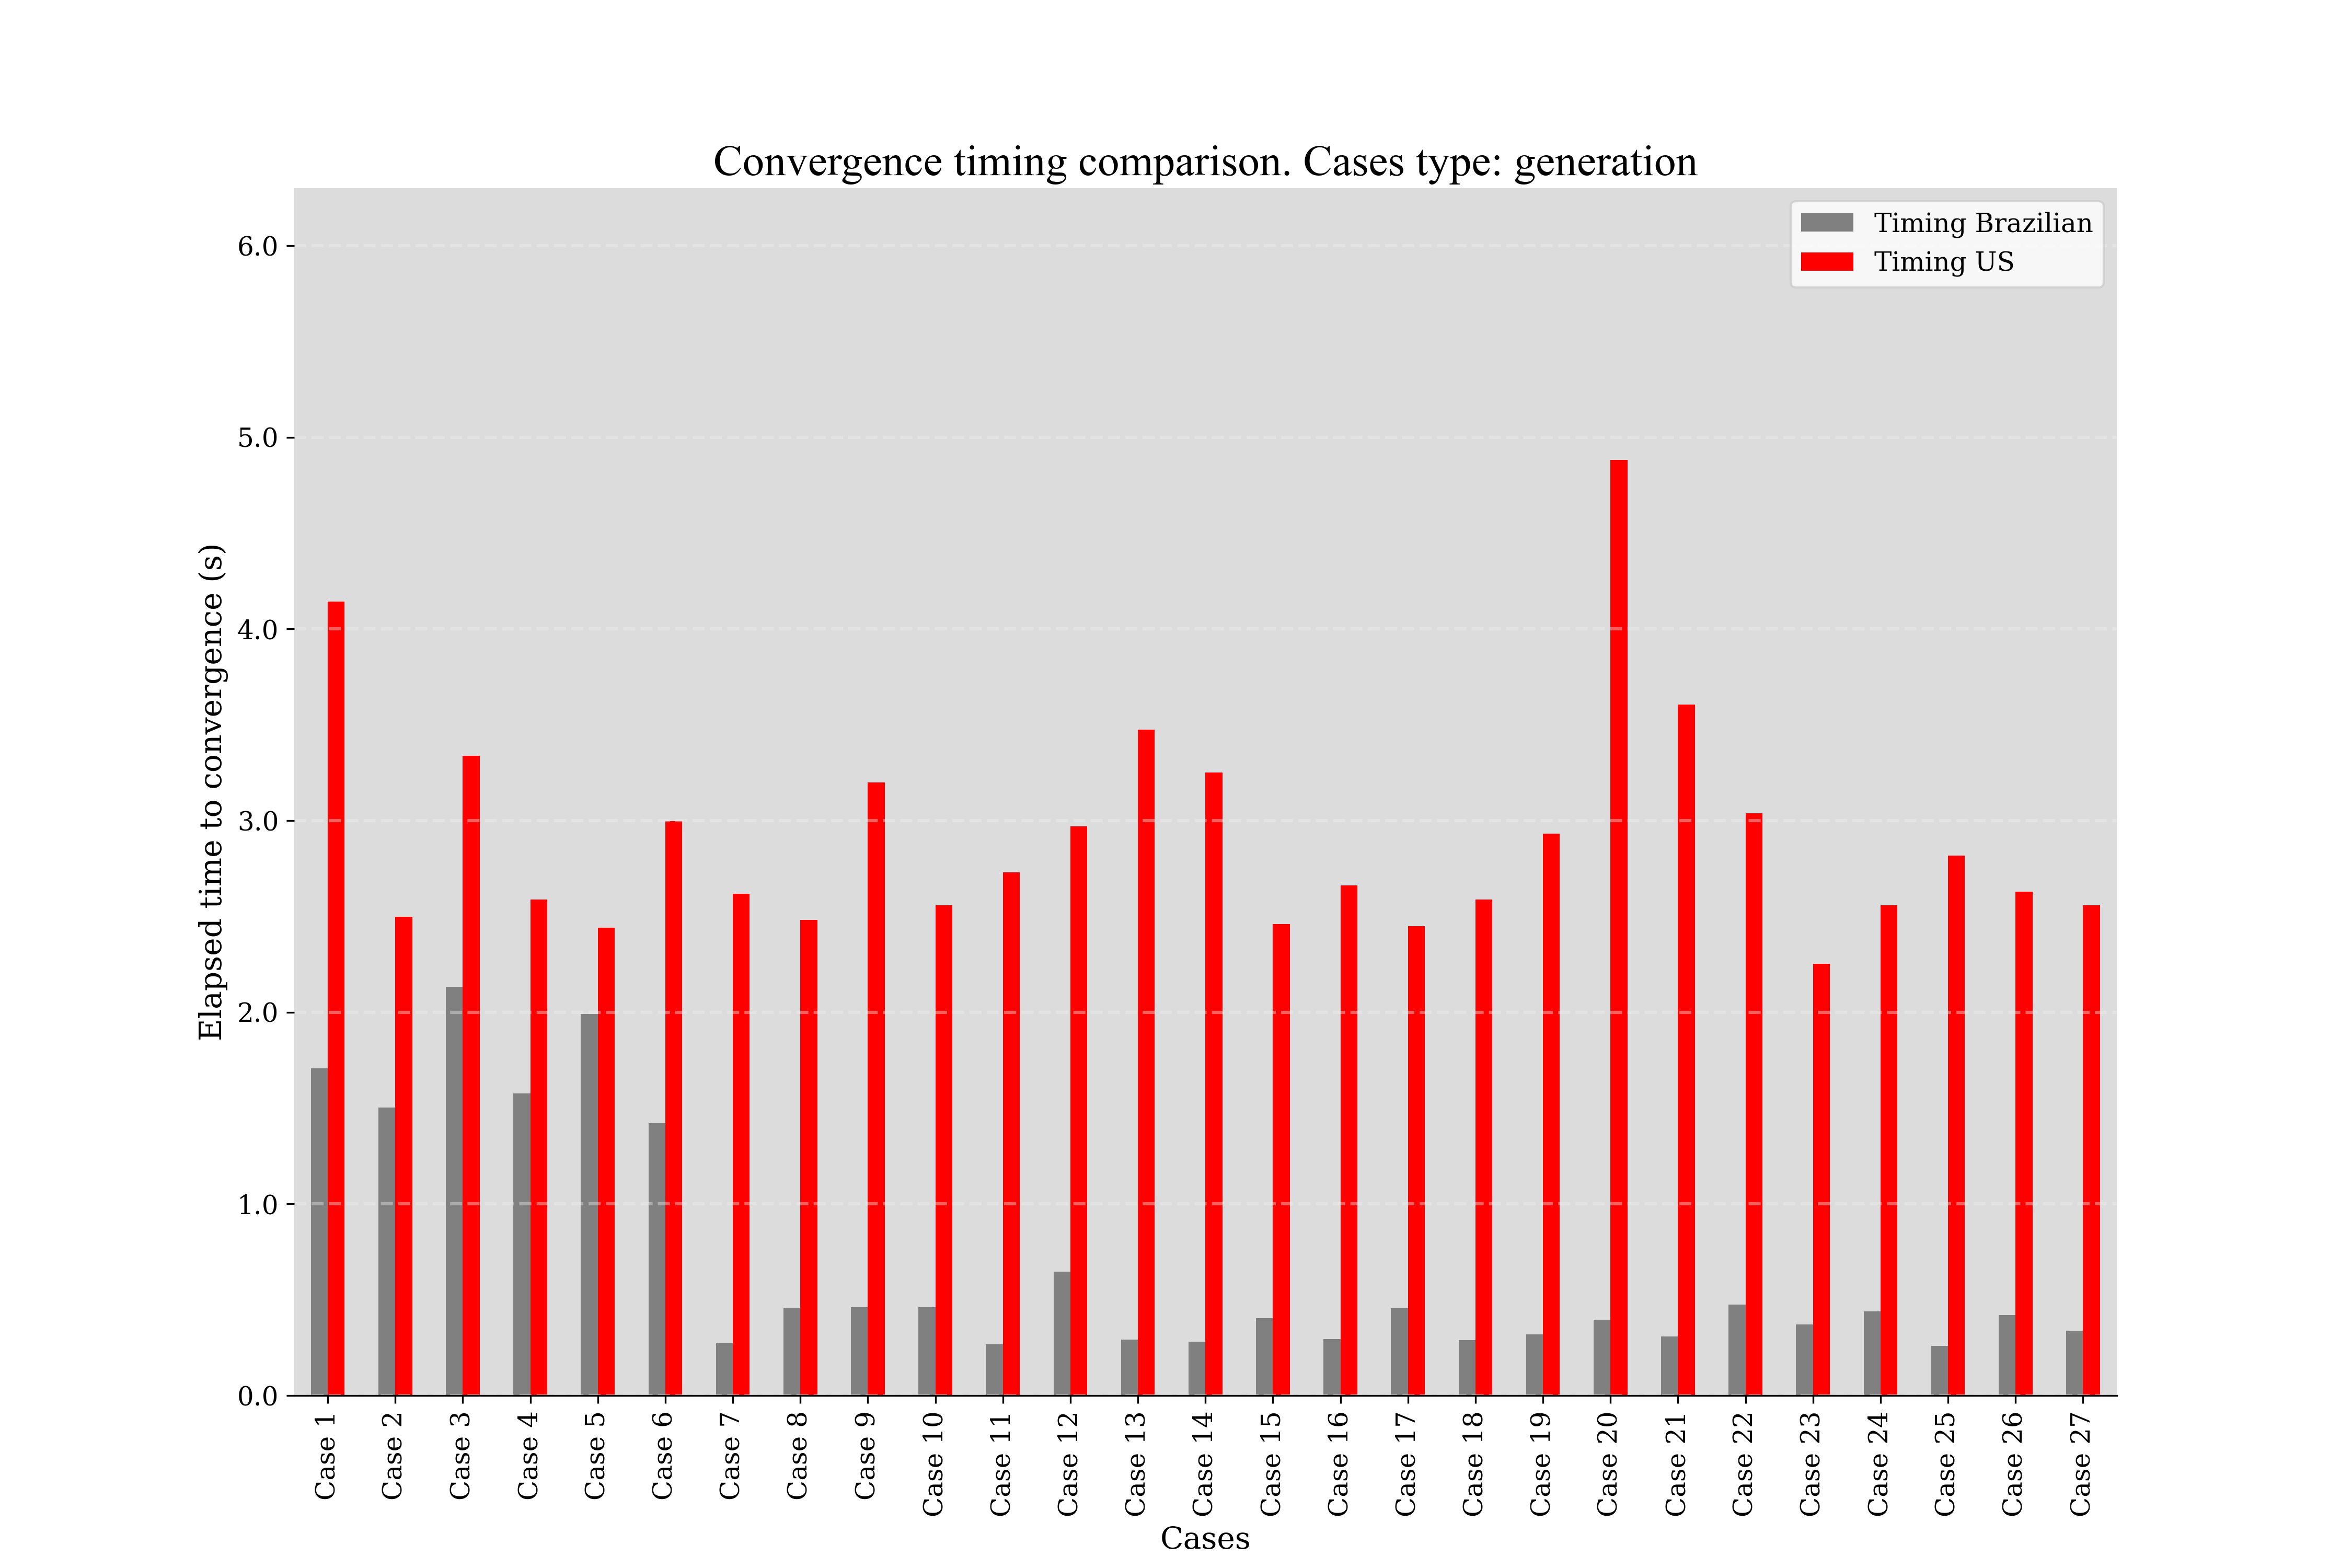 Convergence timing comparison. Cases type: generation
Timing Brazilian
Timing US
Elapsed time to convergence (s)
6.0
5.0
4.0
3.0
2.0
1.0
0.0
Case 1
Case 2
Case 3
Case 4
Case 5
Case 6
Case 7
Case 8
Case 9
Case 10
Case 11
Case 12
Case 13
Case 14
Case 15
Case 16
Case 17
Case 18
Case 19
Case 20
Case 21
Case 22
Case 23
Case 24
Case 25
Case 26
Case 27
Cases